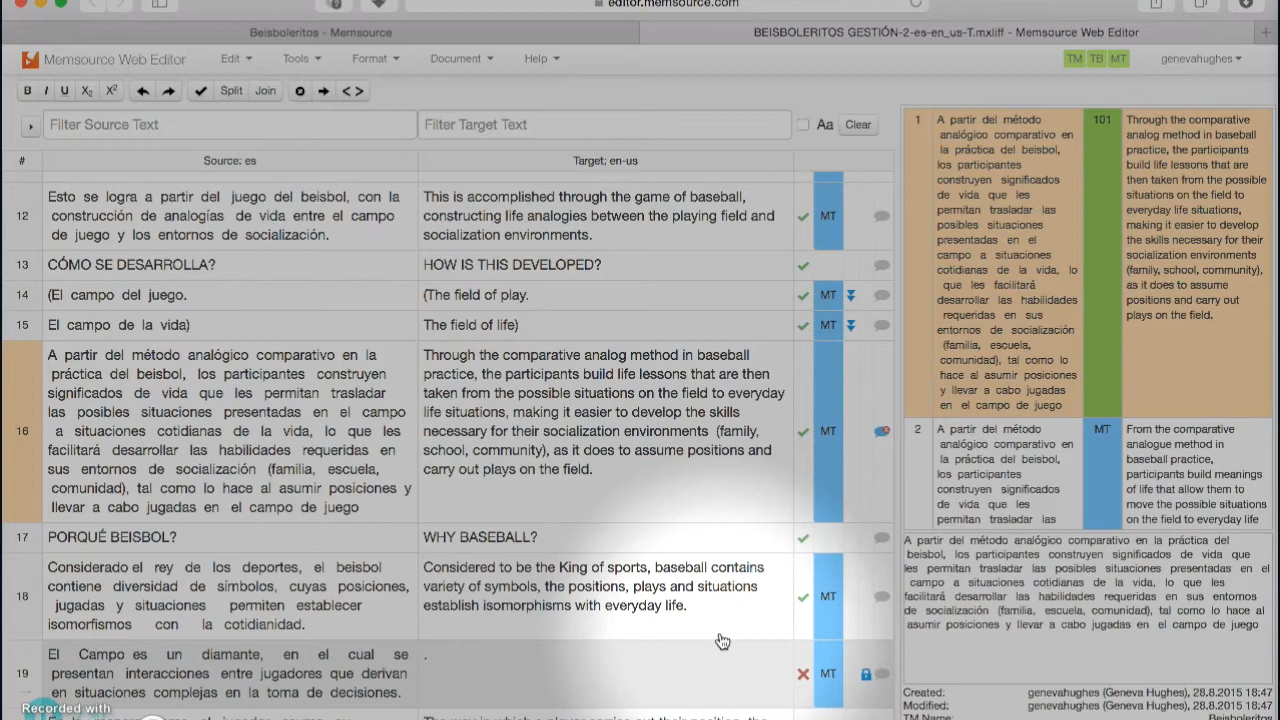 editor.memsource.com
Beisboleritos - Memsource
BEISBOLERITOS GESTIÓN-2-es-en_us-T.mxliff - Memsource Web Editor
Memsource Web Editor
Edit
Tools
Format
Document
Help
TM TB MT
genevahughes
B I U X2 X2
Split Join
< >
Filter Source Text
Filter Target Text
Aa
Clear
#
Source: es
Target: en-us
12
Esto se logra a partir del juego del beisbol, con la
construcción de analogías de vida entre el campo
de juego y los entornos de socialización.
This is accomplished through the game of baseball,
constructing life analogies between the playing field and
socialization environments.
MT
13
CÓMO SE DESARROLLA?
HOW IS THIS DEVELOPED?
14
(El campo del juego.
(The field of play.
MT
15
El campo de la vida)
The field of life)
MT
16
A partir del método analógico comparativo en la
práctica del beisbol, los participantes construyen
significados de vida que les permitan trasladar
las posibles situaciones presentadas en el campo
a situaciones cotidianas de la vida, lo que les
facilitará desarrollar las habilidades requeridas en
sus entornos de socialización (familia, escuela,
comunidad), tal como lo hace al asumir posiciones y
llevar a cabo jugadas en el campo de juego
Through the comparative analog method in baseball
practice, the participants build life lessons that are then
taken from the possible situations on the field to everyday
life situations, making it easier to develop the skills
necessary for their socialization environments (family,
school, community), as it does to assume positions and
carry out plays on the field.
MT
17
PORQUÉ BEISBOL?
WHY BASEBALL?
18
Considerado el rey de los deportes, el beisbol
contiene diversidad de símbolos, cuyas posiciones,
jugadas y situaciones permiten establecer
isomorfismos con la cotidianidad.
Considered to be the King of sports, baseball contains
variety of symbols, the positions, plays and situations
establish isomorphisms with everyday life.
MT
19
El Campo es un diamante, en el cual se
presentan interacciones entre jugadores que derivan
en situaciones complejas en la toma de decisiones.
.
MT
Recorded with
1
A partir del método
analógico comparativo en
la práctica del beisbol,
los participantes
construyen significados
de vida que les
permitan trasladar las
posibles situaciones
presentadas en el
campo a situaciones
cotidianas de la vida, lo
que les facilitará
desarrollar las habilidades
requeridas en sus
entornos de socialización
(familia, escuela,
comunidad), tal como lo
hace al asumir posiciones
y llevar a cabo jugadas
en el campo de juego
101
Through the comparative
analog method in baseball
practice, the participants
build life lessons that are
then taken from the possible
situations on the field to
everyday life situations,
making it easier to develop
the skills necessary for their
socialization environments
(family, school, community),
as it does to assume
positions and carry out
plays on the field.
2
A partir del método
analógico comparativo en
la práctica del beisbol,
los participantes
construyen significados
de vida que les
permitan trasladar las
MT
From the comparative
analogue method in
baseball practice,
participants build meanings
of life that allow them to
move the possible situations
on the field to everyday life
A partir del método analógico comparativo en la práctica del
beisbol, los participantes construyen significados de vida que
les permitan trasladar las posibles situaciones presentadas en el
campo a situaciones cotidianas de la vida, lo que les
facilitará desarrollar las habilidades requeridas en sus entornos
de socialización (familia, escuela, comunidad), tal como lo hace al
asumir posiciones y llevar a cabo jugadas en el campo de juego
Created:
genevahughes (Geneva Hughes), 28.8.2015 18:47
Modified:
genevahughes (Geneva Hughes), 28.8.2015 18:47
TM Name:
Beisboleritos